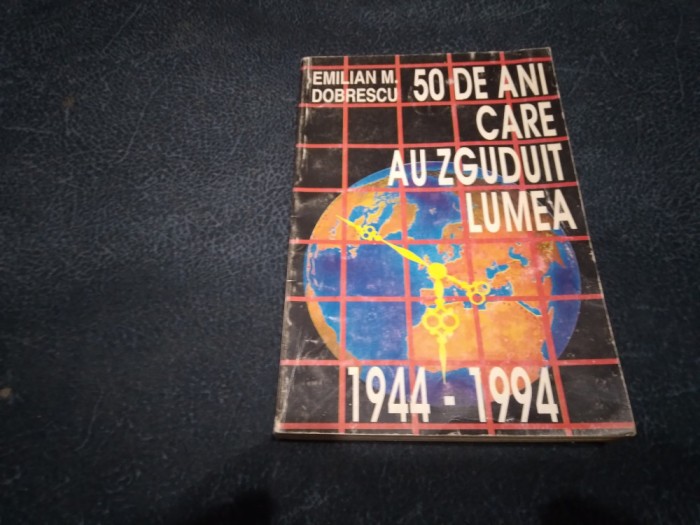 EMILIAN M.
DOBRESCU
50 DE ANI
CARE
AU ZGUDUIT
LUMEA
1944 - 1994